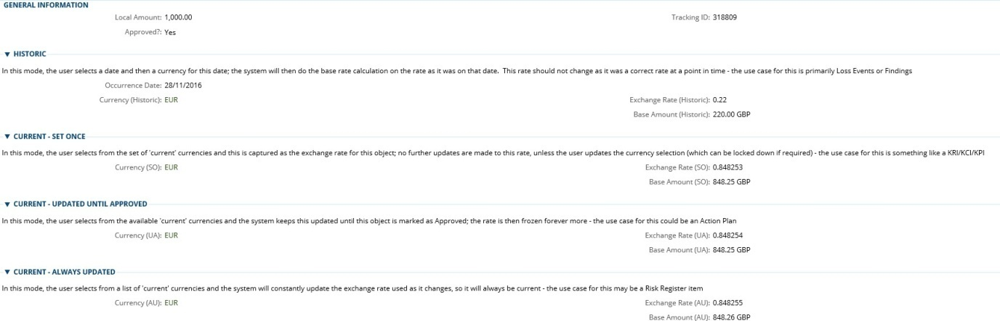 GENERAL INFORMATION
Local Amount: 1,000.00 Tracking ID: 318809
Approved?: Yes
▼ HISTORIC
In this mode, the user selects a date and then a currency for this date; the system will then do the base rate calculation on the rate as it was on that date.  This rate should not change as it was a correct rate at a point in time - the use case for this is primarily Loss Events or Findings
Occurrence Date: 28/11/2016
Currency (Historic): EUR Exchange Rate (Historic): 0.22
Base Amount (Historic): 220.00 GBP
▼ CURRENT - SET ONCE
In this mode, the user selects from the set of 'current' currencies and this is captured as the exchange rate for this object; no further updates are made to this rate, unless the user updates the currency selection (which can be locked down if required) - the use case for this is something like a KRI/KCI/KPI
Currency (SO): EUR Exchange Rate (SO): 0.848253
Base Amount (SO): 848.25 GBP
▼ CURRENT - UPDATED UNTIL APPROVED
In this mode, the user selects from the available 'current' currencies and the system keeps this updated until this object is marked as Approved; the rate is then frozen forever more - the use case for this could be an Action Plan
Currency (UA): EUR Exchange Rate (UA): 0.848254
Base Amount (UA): 848.25 GBP
▼ CURRENT - ALWAYS UPDATED
In this mode, the user selects from a list of 'current' currencies and the system will constantly update the exchange rate used as it changes, so it will always be current - the use case for this may be a Risk Register item
Currency (AU): EUR Exchange Rate (AU): 0.848255
Base Amount (AU): 848.26 GBP